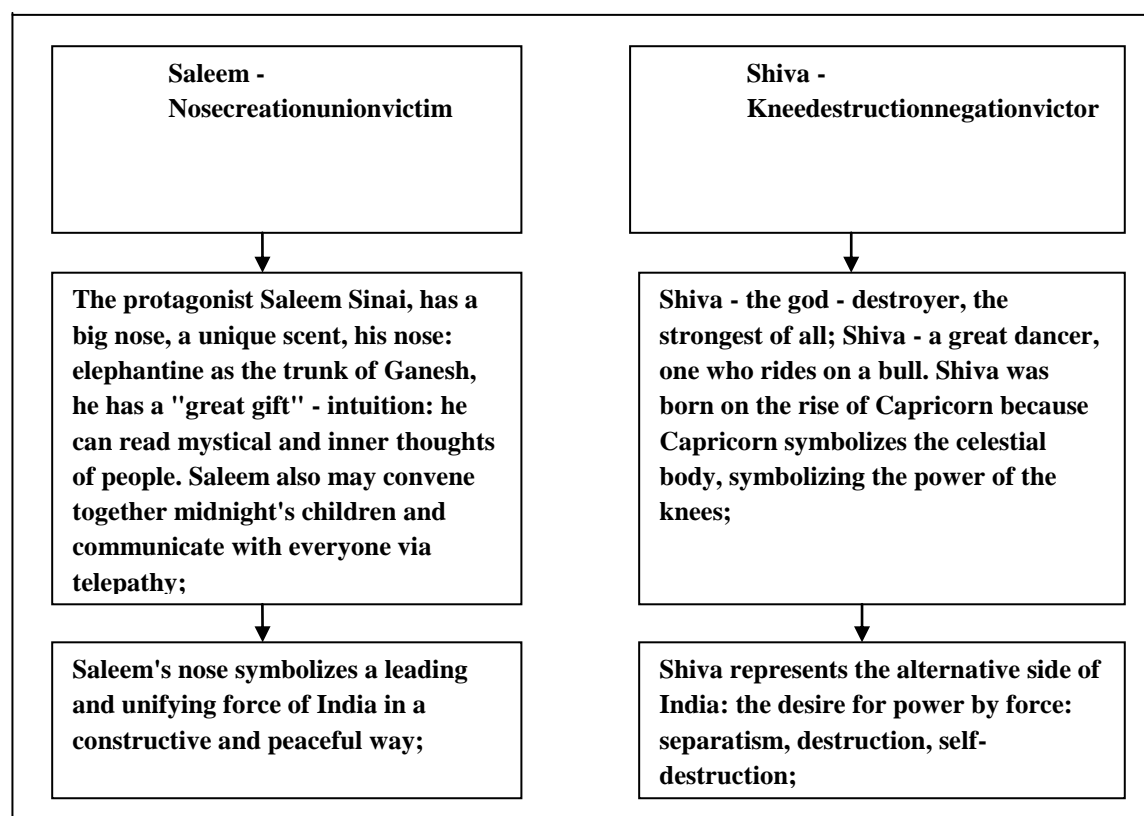 Saleem -
Nosecreationunionvictim
The protagonist Saleem Sinai, has a
big nose, a unique scent, his nose:
elephantine as the trunk of Ganesh,
he has a "great gift" - intuition: he
can read mystical and inner thoughts
of people. Saleem also may convene
together midnight's children and
communicate with everyone via
telepathy;
Saleem's nose symbolizes a leading
and unifying force of India in a
constructive and peaceful way;
Shiva -
Kneedestructionnegationvictor
Shiva - the god - destroyer, the
strongest of all; Shiva - a great dancer,
one who rides on a bull. Shiva was
born on the rise of Capricorn because
Capricorn symbolizes the celestial
body, symbolizing the power of the
knees;
Shiva represents the alternative side of
India: the desire for power by force:
separatism, destruction, self-
destruction;